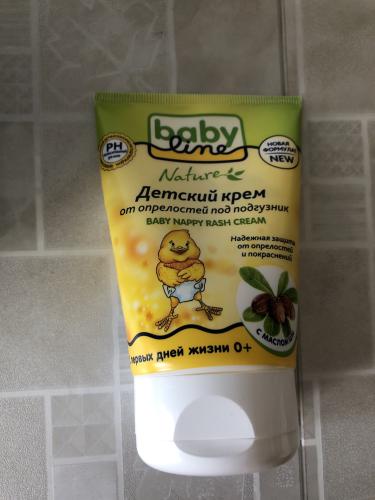 baby
line
PH
НОВАЯ
ФОРМУЛА
NEW
Nature
Детский крем
от опрелостей под подгузник
BABY NAPPY RASH CREAM
Надежная защита
от опрелостей
и покраснений
С МАСЛОМ
первых дней жизни 0+